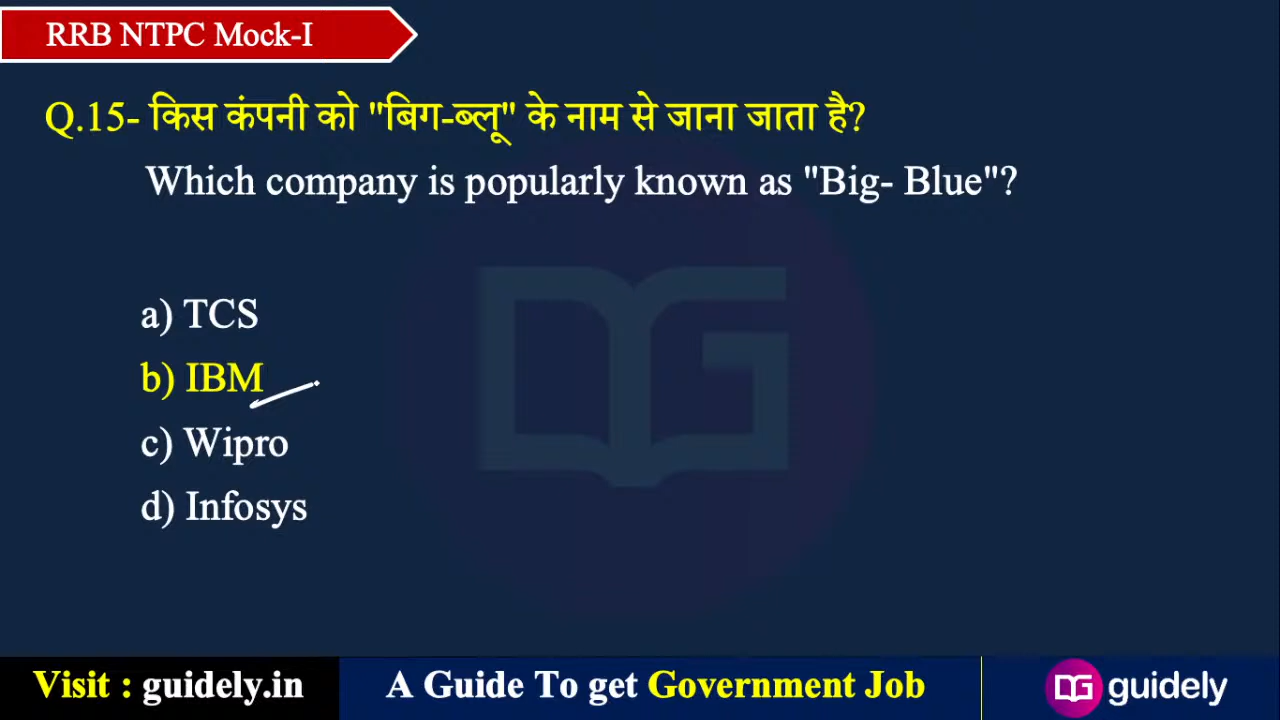 RRB NTPC Mock-I
Q.15- किस कंपनी को "बिग-ब्लू" के नाम से जाना जाता है?
Which company is popularly known as "Big- Blue"?
a) TCS
b) IBM
c) Wipro
d) Infosys
Visit : guidely.in
A Guide To get Government Job
DG guidely